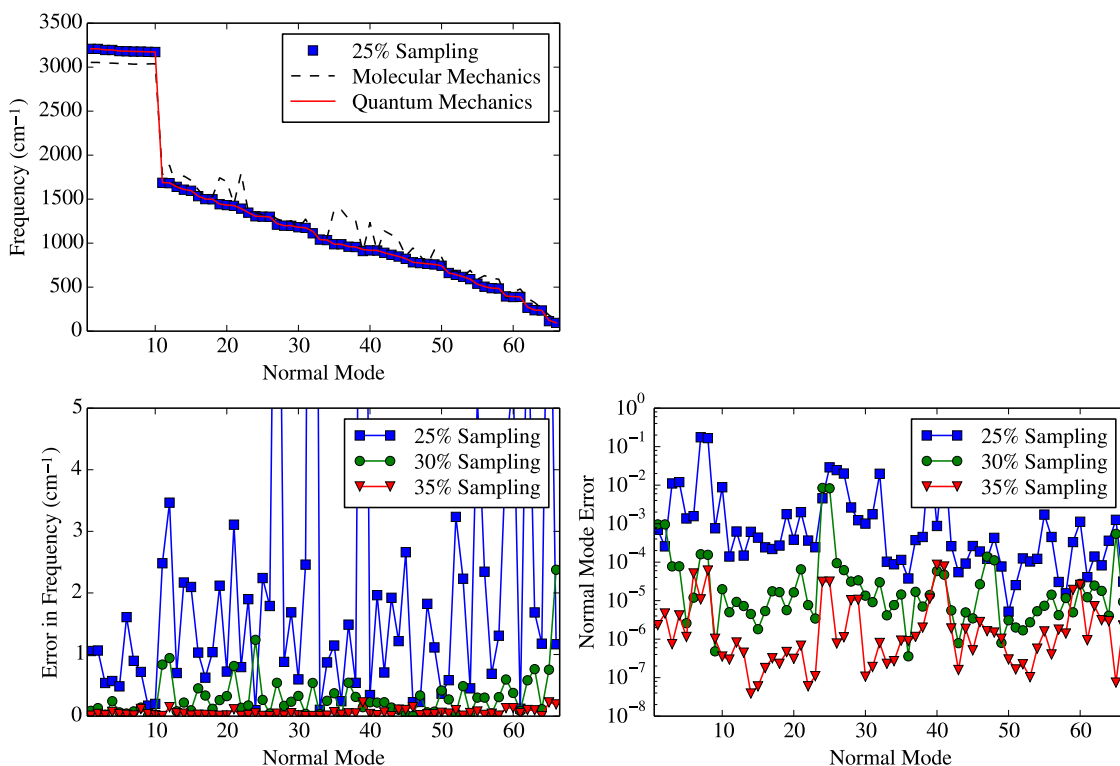 3500
3000
2500
2000
1500
1000
500
0
Frequency (cm⁻¹)
25% Sampling
Molecular Mechanics
Quantum Mechanics
10 20 30 40 50 60
Normal Mode
5
4
3
2
1
0
Error in Frequency (cm⁻¹)
25% Sampling
30% Sampling
35% Sampling
10 20 30 40 50 60
Normal Mode
10⁰
10⁻¹
10⁻²
10⁻³
10⁻⁴
10⁻⁵
10⁻⁶
10⁻⁷
10⁻⁸
Normal Mode Error
25% Sampling
30% Sampling
35% Sampling
10 20 30 40 50 60
Normal Mode